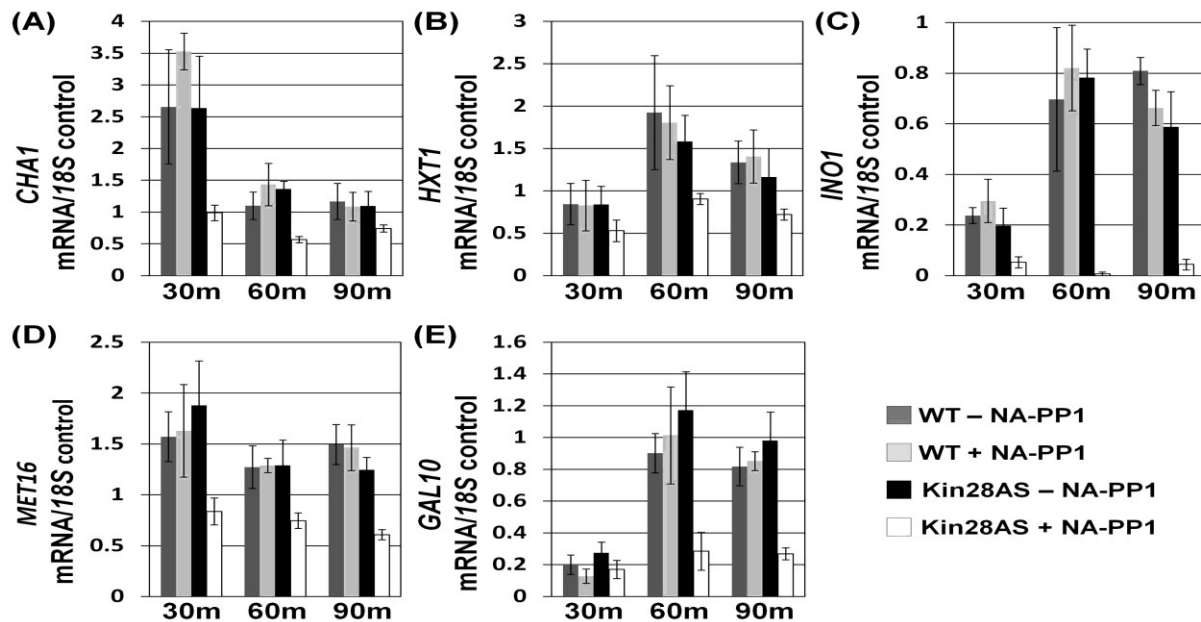 (A)
CHA1
mRNA/18S control
4
3.5
3
2.5
2
1.5
1
0.5
0
30m 60m 90m
(B)
HXT1
mRNA/18S control
3
2.5
2
1.5
1
0.5
0
30m 60m 90m
(C)
INO1
mRNA/18S control
1
0.8
0.6
0.4
0.2
0
30m 60m 90m
(D)
MET16
mRNA/18S control
2.5
2
1.5
1
0.5
0
30m 60m 90m
(E)
GAL10
mRNA/18S control
1.6
1.4
1.2
1
0.8
0.6
0.4
0.2
0
30m 60m 90m
WT – NA-PP1
WT + NA-PP1
Kin28AS – NA-PP1
Kin28AS + NA-PP1